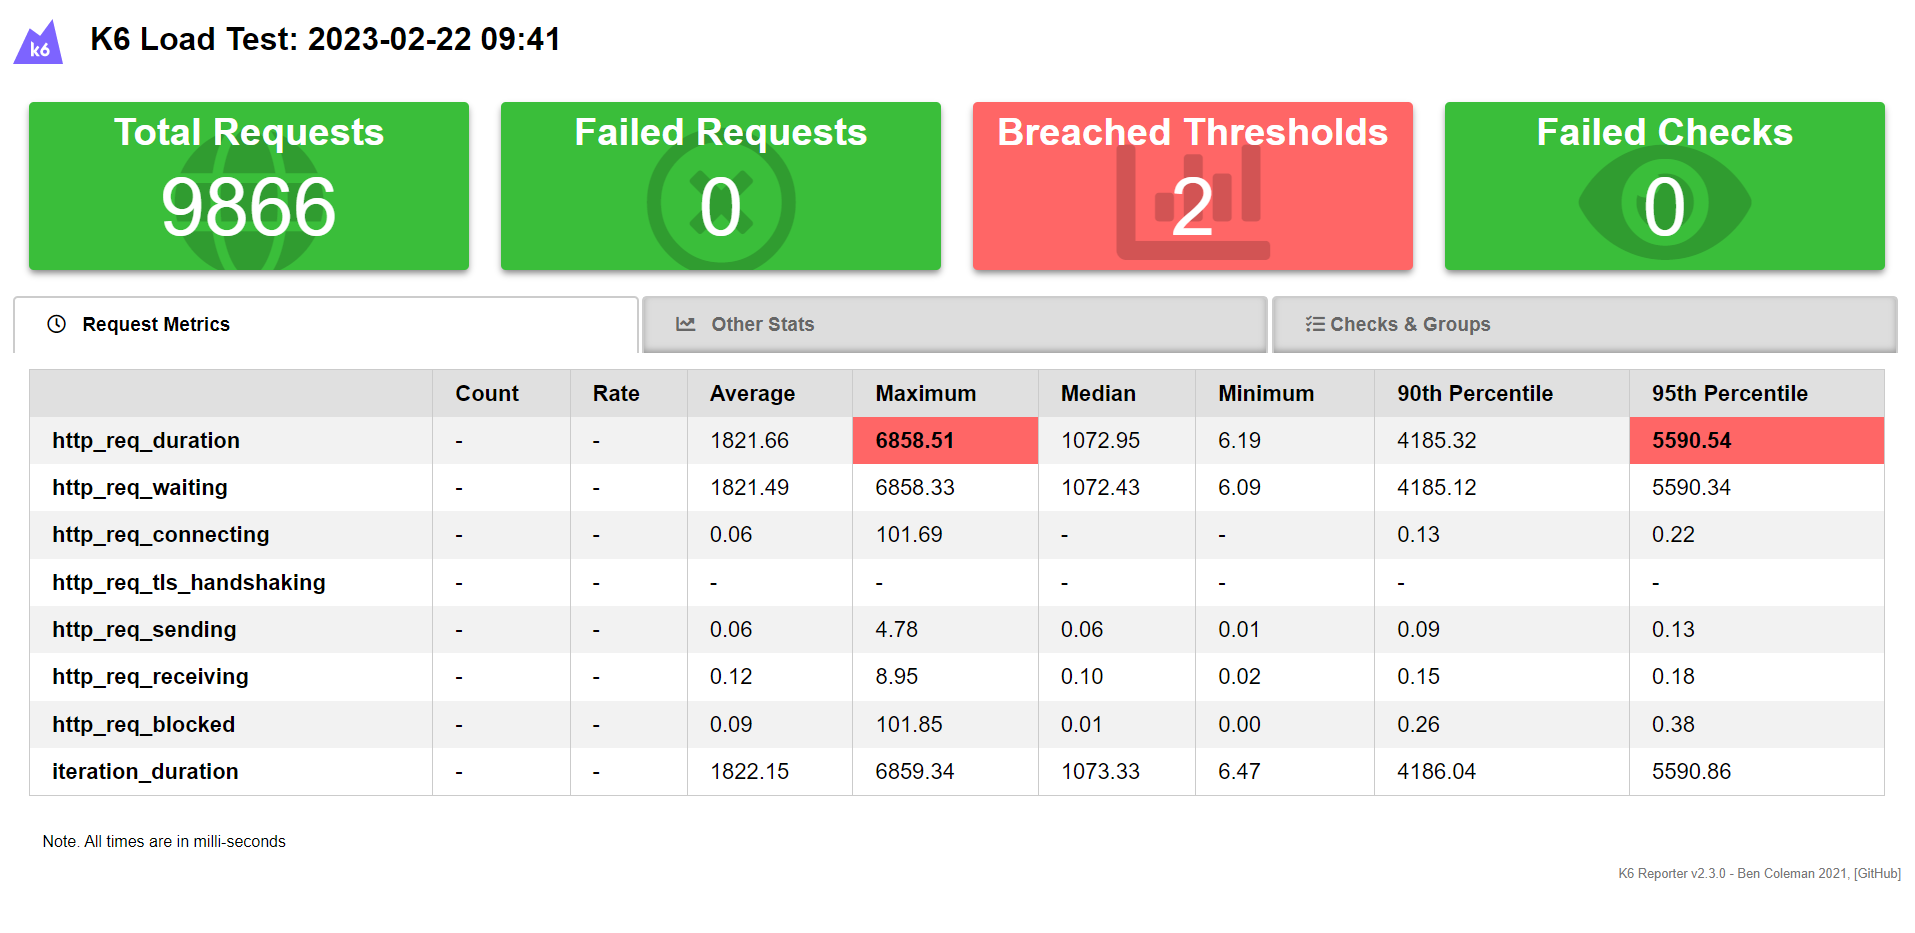 k6
K6 Load Test: 2023-02-22 09:41
Total Requests
9866
Failed Requests
0
Breached Thresholds
2
Failed Checks
0
Request Metrics
Other Stats
Checks & Groups
Count Rate Average Maximum Median Minimum 90th Percentile 95th Percentile
http_req_duration - - 1821.66 6858.51 1072.95 6.19 4185.32 5590.54
http_req_waiting - - 1821.49 6858.33 1072.43 6.09 4185.12 5590.34
http_req_connecting - - 0.06 101.69 - - 0.13 0.22
http_req_tls_handshaking - - - - - - - -
http_req_sending - - 0.06 4.78 0.06 0.01 0.09 0.13
http_req_receiving - - 0.12 8.95 0.10 0.02 0.15 0.18
http_req_blocked - - 0.09 101.85 0.01 0.00 0.26 0.38
iteration_duration - - 1822.15 6859.34 1073.33 6.47 4186.04 5590.86
Note. All times are in milli-seconds
K6 Reporter v2.3.0 - Ben Coleman 2021, [GitHub]